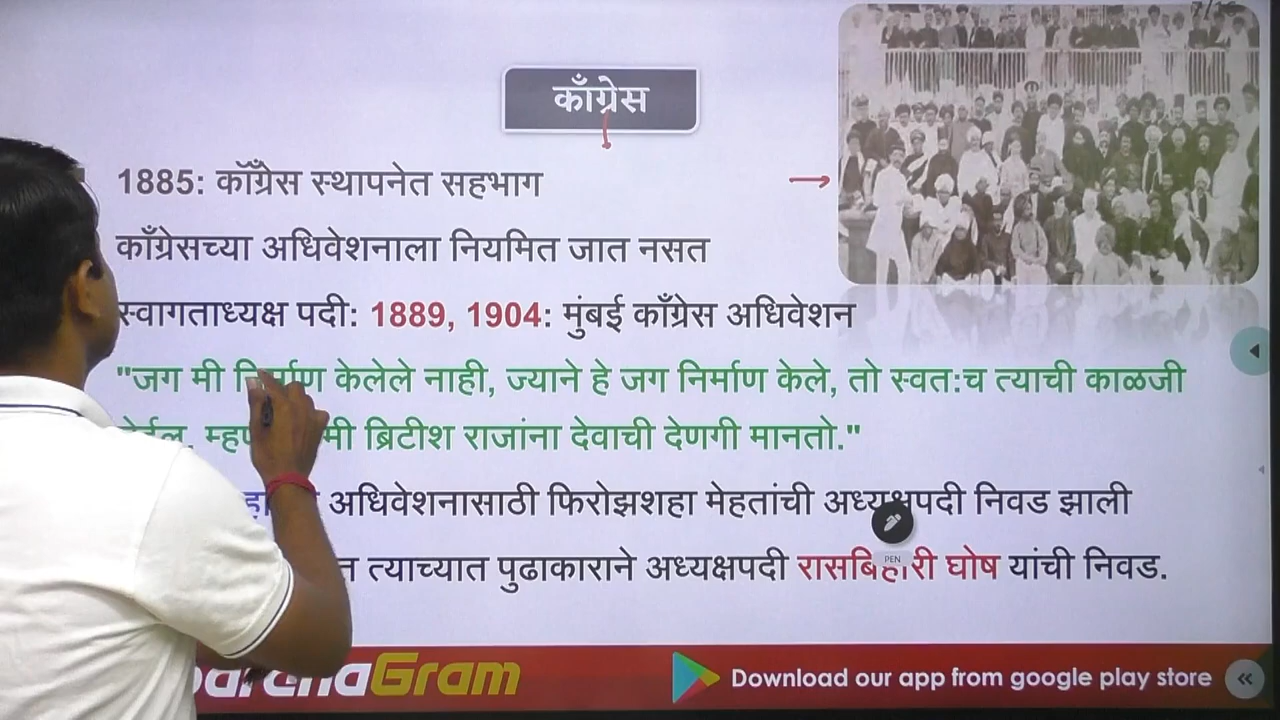 काँग्रेस
1885: काँग्रेस स्थापनेत सहभाग
काँग्रेसच्या अधिवेशनाला नियमित जात नसत
स्वागताध्यक्ष पदी: 1889, 1904: मुंबई काँग्रेस अधिवेशन
"जग मी निर्माण केलेले नाही, ज्याने हे जग निर्माण केले, तो स्वत:च त्याची काळजी
मी ब्रिटीश राजांना देवाची देणगी मानतो."
अधिवेशनासाठी फिरोझशहा मेहतांची अध्यक्षपदी निवड झाली
त्याच्यात पुढाकाराने अध्यक्षपदी रासबिहारी घोष यांची निवड.
PEN
Gram
Download our app from google play store